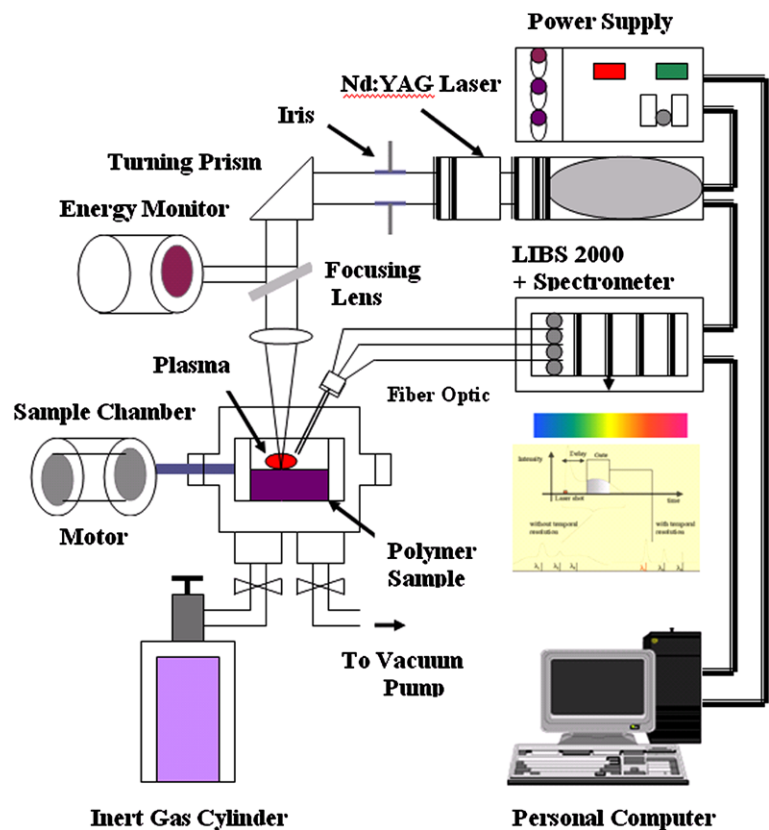 Power Supply
Nd:YAG Laser
Iris
Turning Prism
Energy Monitor
Focusing
Lens
LIBS 2000
+ Spectrometer
Plasma
Fiber Optic
Sample Chamber
Motor
Polymer
Sample
Intensity
Delay
Gate
Laser shot
time
without temporal
resolution
with temporal
resolution
To Vacuum
Pump
Inert Gas Cylinder
Personal Computer